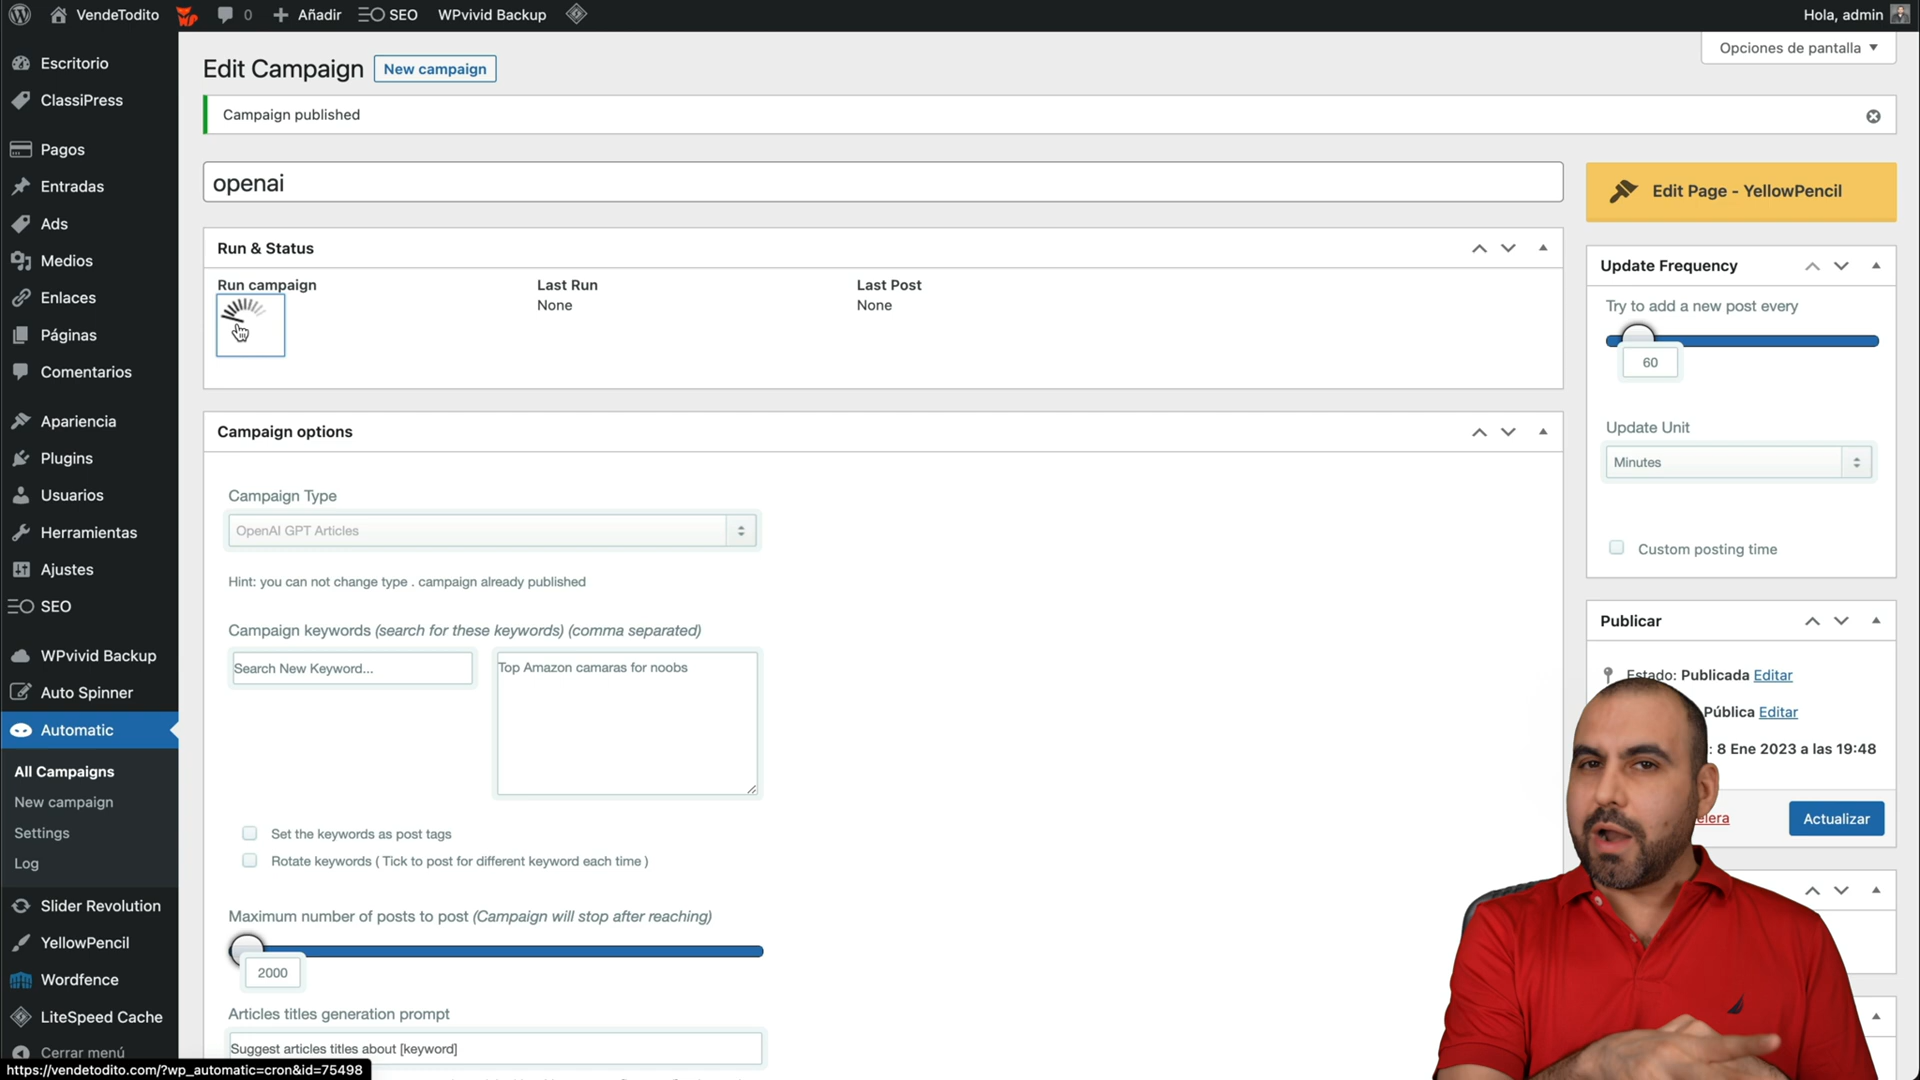 VendeTodito
0
Añadir
SEO
WPvivid Backup
Hola, admin
Opciones de pantalla
Escritorio
ClassiPress
Pagos
Entradas
Ads
Medios
Enlaces
Páginas
Comentarios
Apariencia
Plugins
Usuarios
Herramientas
Ajustes
SEO
WPvivid Backup
Auto Spinner
Automatic
All Campaigns
New campaign
Settings
Log
Slider Revolution
YellowPencil
Wordfence
LiteSpeed Cache
Cerrar menú
https://vendetodito.com/?wp_automatic=cron&id=75498
Edit Campaign
New campaign
Campaign published
openai
Run & Status
Run campaign
Last Run
None
Last Post
None
Campaign options
Campaign Type
OpenAI GPT Articles
Hint: you can not change type . campaign already published
Campaign keywords (search for these keywords) (comma separated)
Search New Keyword...
Top Amazon camaras for noobs
Set the keywords as post tags
Rotate keywords ( Tick to post for different keyword each time )
Maximum number of posts to post (Campaign will stop after reaching)
2000
Articles titles generation prompt
Suggest articles titles about [keyword]
Edit Page - YellowPencil
Update Frequency
Try to add a new post every
60
Update Unit
Minutes
Custom posting time
Publicar
Estado: Publicada Editar
Pública Editar
: 8 Ene 2023 a las 19:48
Actualizar